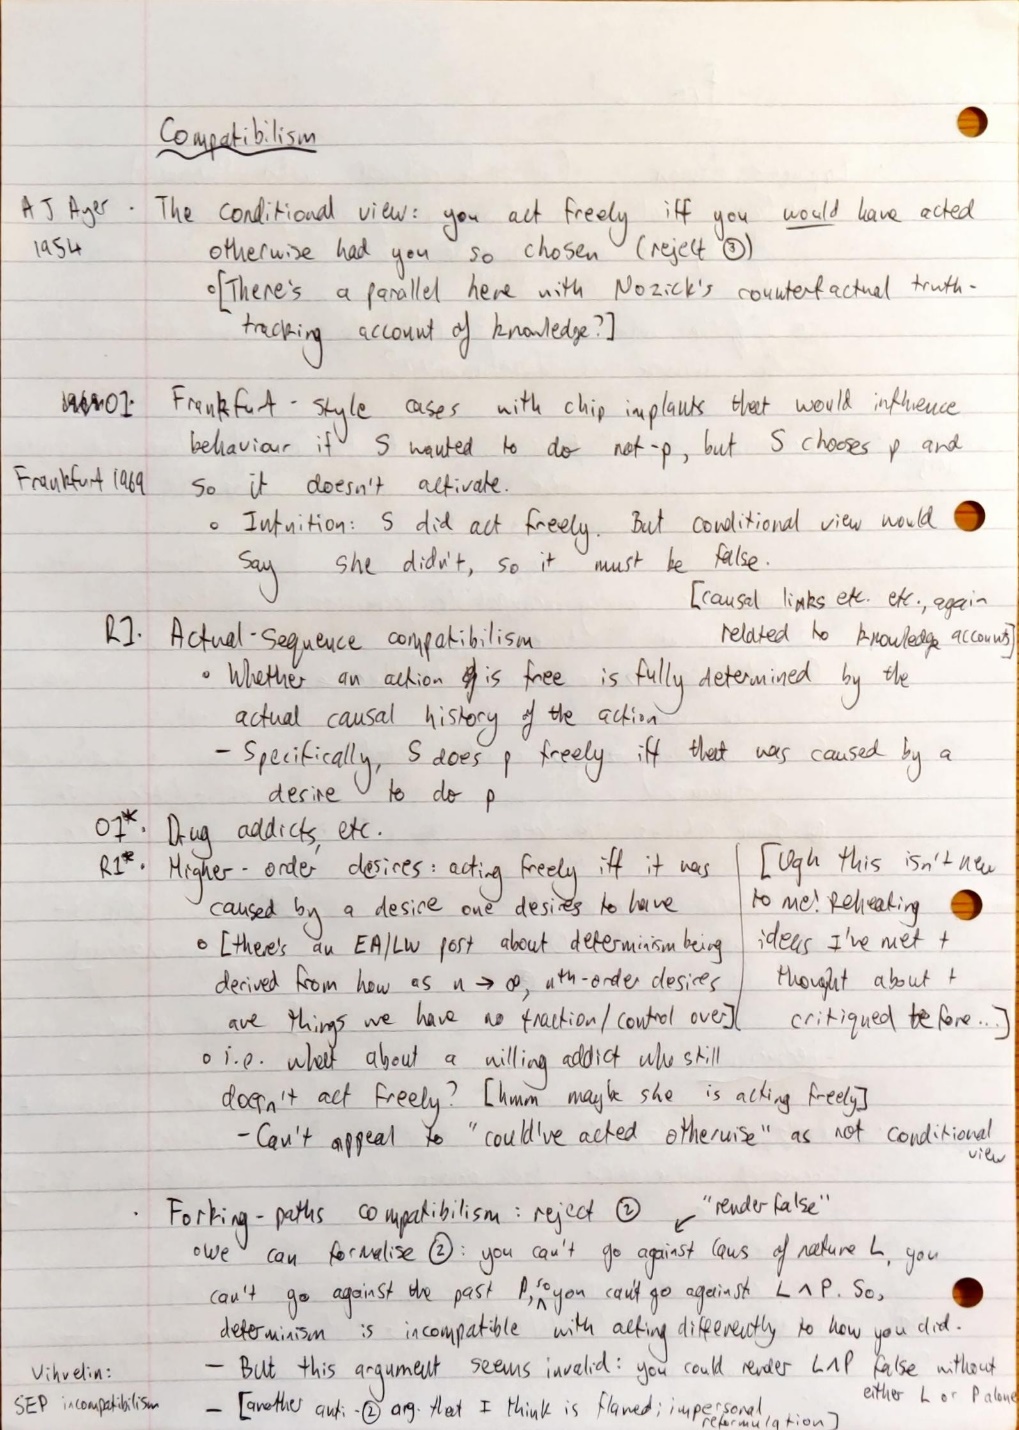 Compatibilism
A J Ayer · The conditional view: you act freely iff you would have acted
1954 otherwise had you so chosen (reject ③)
∘[There's a parallel here with Nozick's counterfactual truth-
tracking account of knowledge?]
O]. Frankfurt-style cases with chip implants that would influence
behaviour if S wanted to do not-p, but S chooses p and
Frankfurt 1969 so it doesn't activate.
∘ Intuition: S did act freely. But conditional view would
say she didn't, so it must be false.
[causal links etc. etc., again
related to knowledge accounts]
R]. Actual-sequence compatibilism
• Whether an action is free is fully determined by the
actual causal history of the action
- Specifically, S does p freely iff that was caused by a
desire to do p
O]*. Drug addicts, etc.
R]*. Higher-order desires: acting freely iff it was
caused by a desire one desires to have
∘ [there's an EA/LW post about determinism being
derived from how as n → ∞, nth-order desires
are things we have no traction/control over]
[Ugh this isn't new
to me! Reheating
ideas I've met +
thought about +
critiqued before...]
∘ i.e. what about a willing addict who still
doesn't act freely? [hmm maybe she is acting freely]
- Can't appeal to "could've acted otherwise" as not conditional
view
· Forking-paths compatibilism: reject ② ↙ "render false"
∘We can formalise ②: you can't go against laws of nature L, you
can't go against the past P, so you can't go against L ∧ P. So,
determinism is incompatible with acting differently to how you did.
Vihvelin: - But this argument seems invalid: you could render L∧P false without
either L or P alone
SEP incompatibilism - [another anti-② arg. that I think is flawed; impersonal
reformulation]